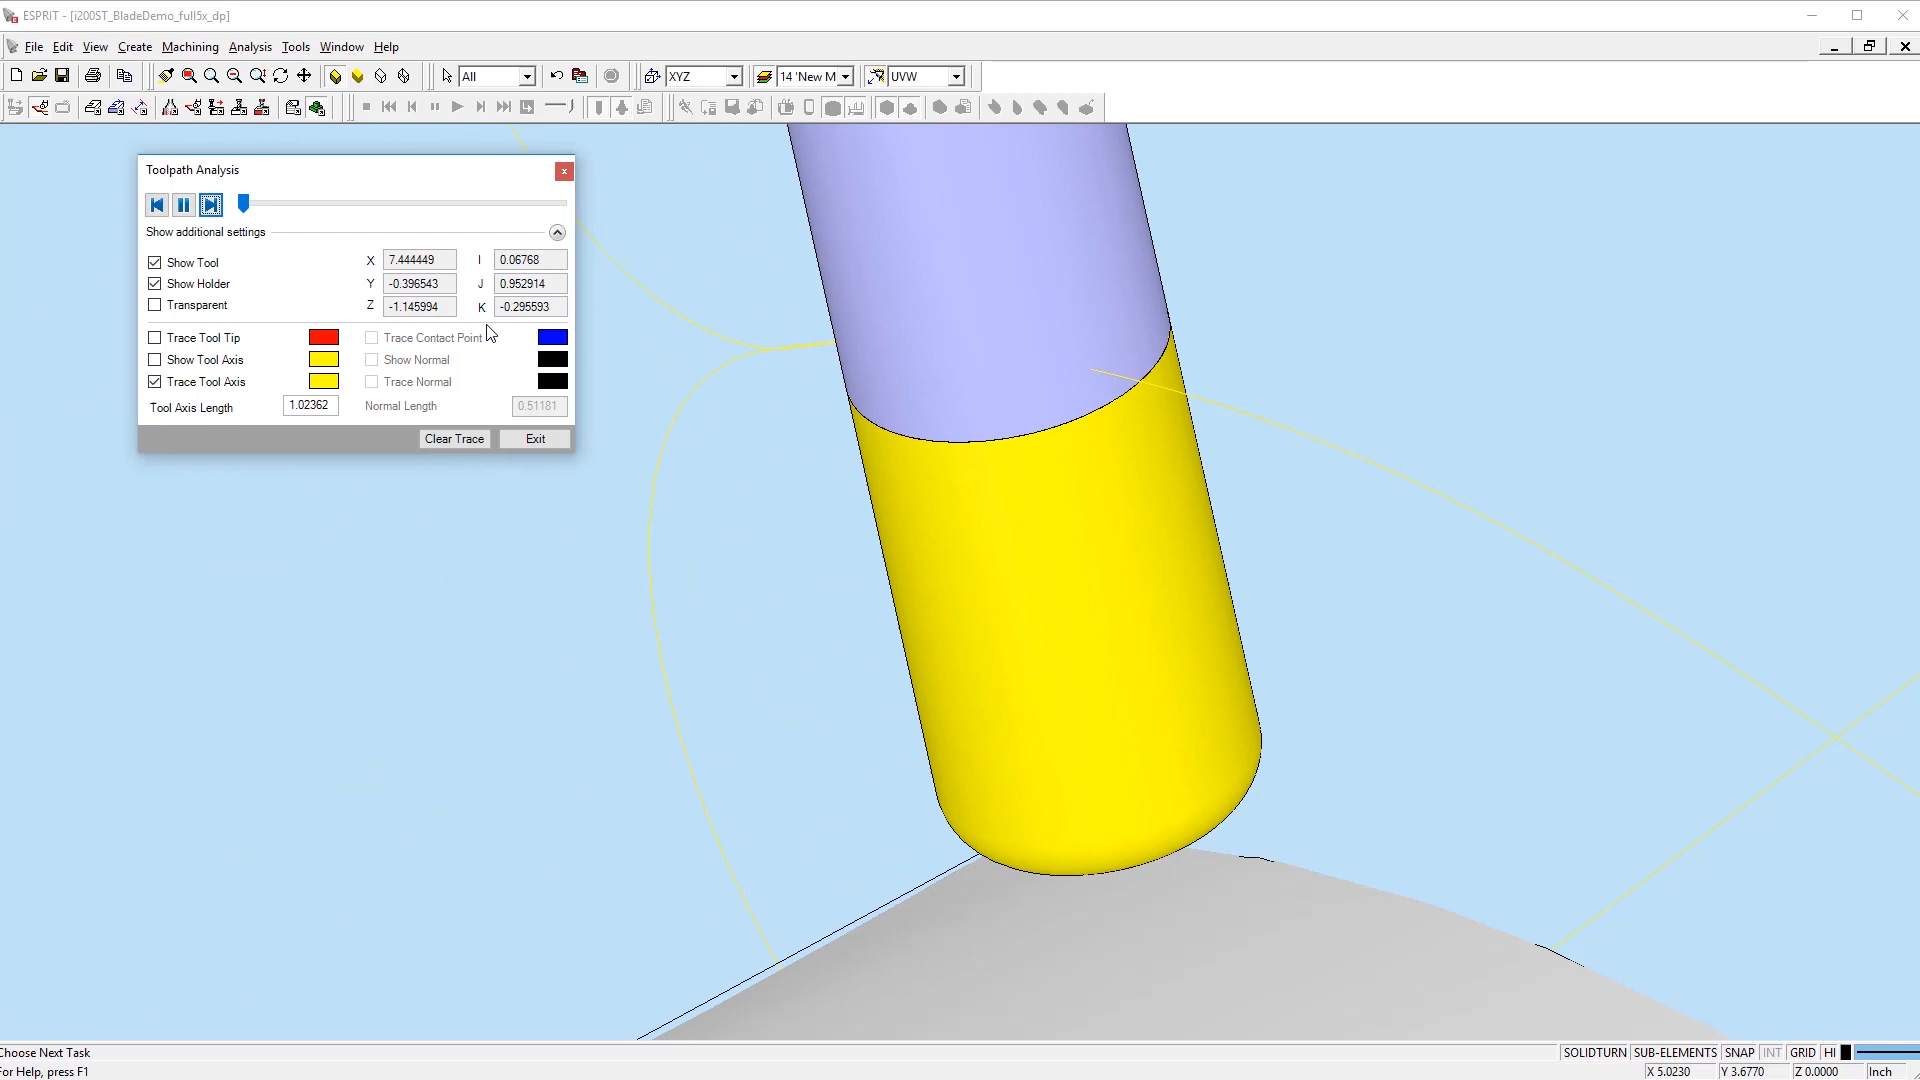 ESPRIT - [i200ST_BladeDemo_full5x_dp]
File Edit View Create Machining Analysis Tools Window Help
All XYZ 14 'New M UVW
Toolpath Analysis
Show additional settings
Show Tool X 7.444449 I 0.06768
Show Holder Y -0.396543 J 0.952914
Transparent Z -1.145994 K -0.295593
Trace Tool Tip Trace Contact Point
Show Tool Axis Show Normal
Trace Tool Axis Trace Normal
Tool Axis Length 1.02362 Normal Length 0.51181
Clear Trace Exit
Choose Next Task SOLIDTURN SUB-ELEMENTS SNAP INT GRID HI
For Help, press F1 X 5.0230 Y 3.6770 Z 0.0000 Inch